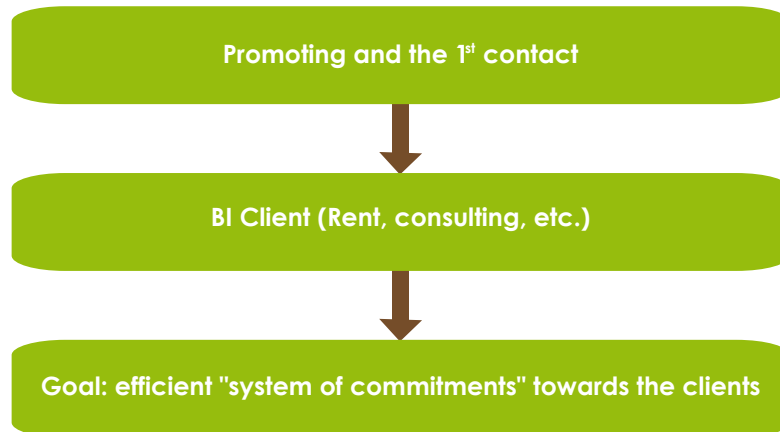 Promoting and the 1st contact
BI Client (Rent, consulting, etc.)
Goal: efficient "system of commitments" towards the clients